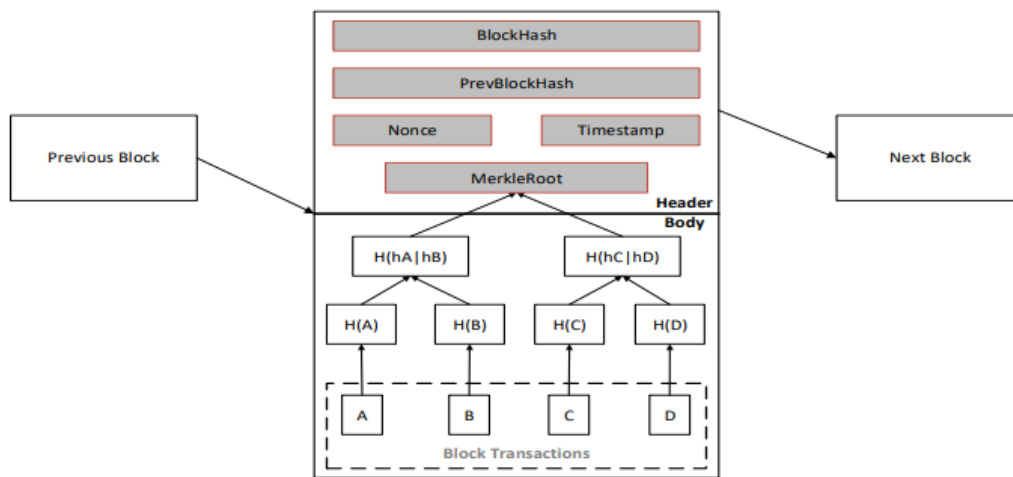 BlockHash
PrevBlockHash
Nonce
Timestamp
Previous Block
Next Block
MerkleRoot
Header
Body
H(hA|hB)
H(hC|hD)
H(A)
H(B)
H(C)
H(D)
A
B
C
D
Block Transactions